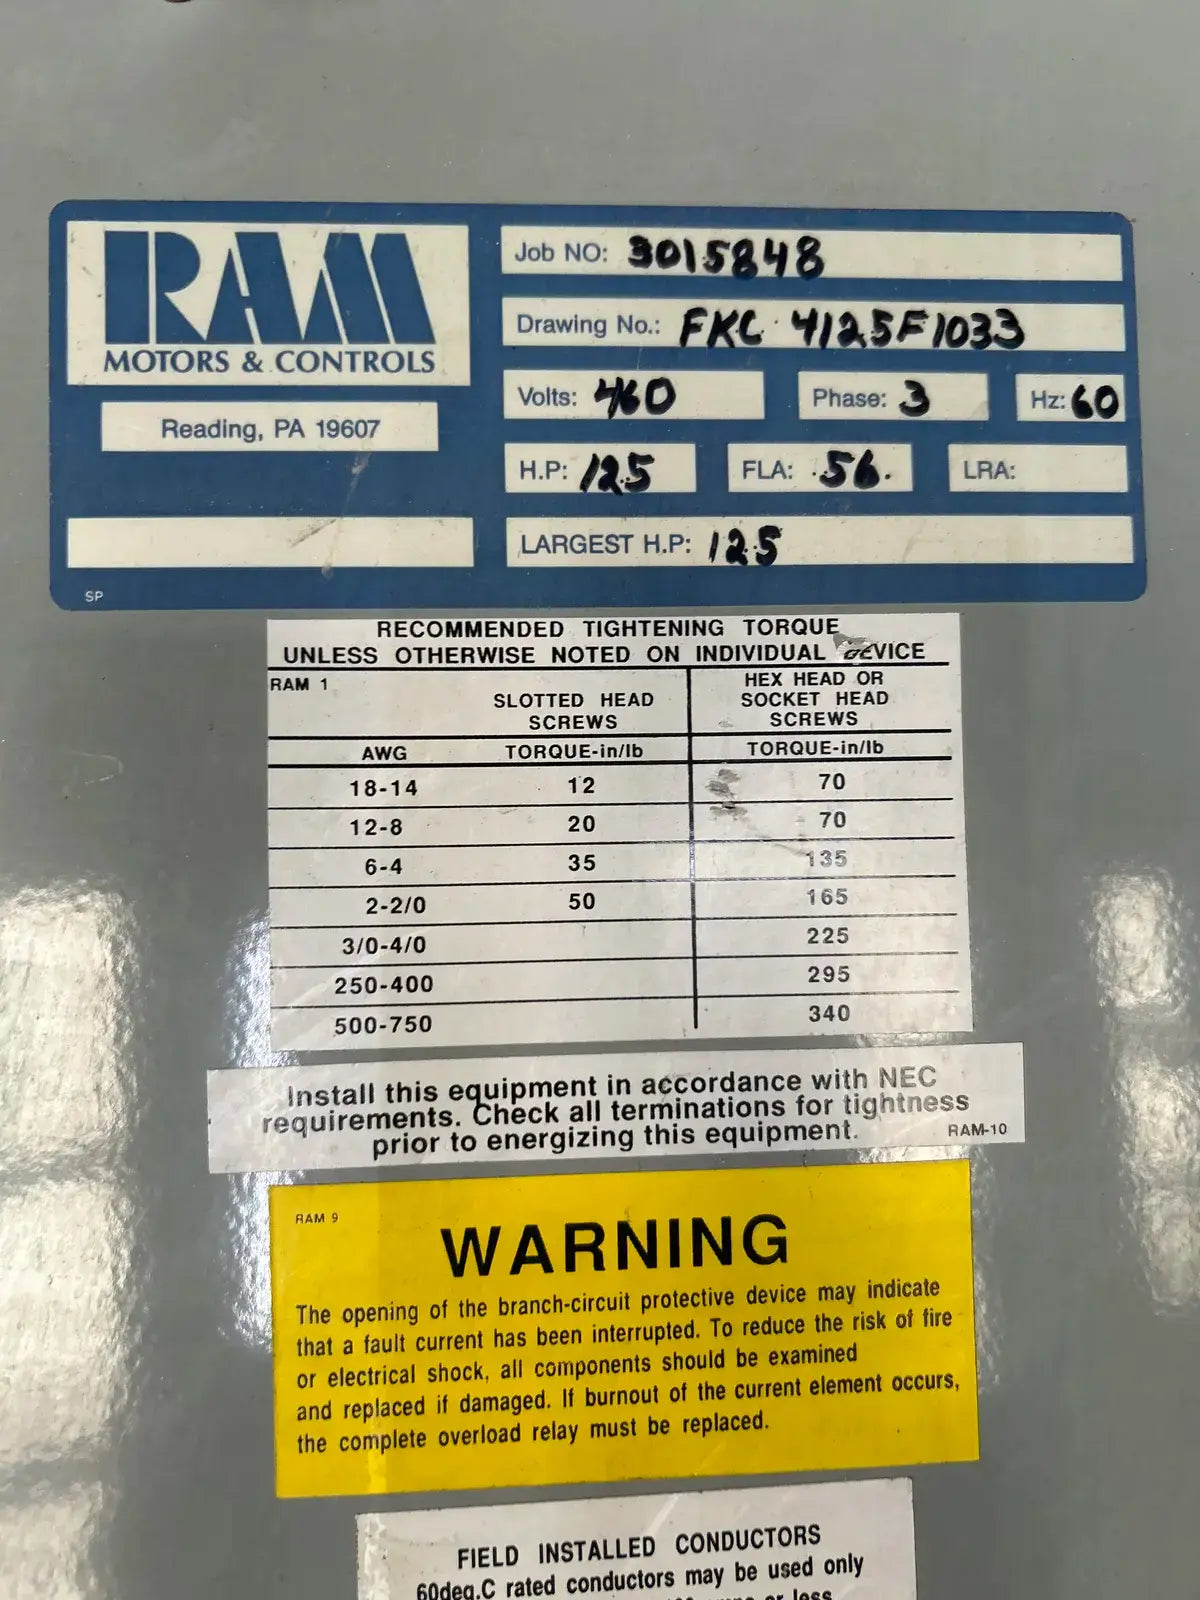 RAM
MOTORS & CONTROLS
Reading, PA 19607
SP
Job NO: 3015848
Drawing No.: FKC 4125F1033
Volts: 460 Phase: 3 Hz: 60
H.P: 125 FLA: 156.
LRA:
LARGEST H.P: 125
RECOMMENDED TIGHTENING TORQUE
UNLESS OTHERWISE NOTED ON INDIVIDUAL DEVICE
RAM 1
SLOTTED HEAD SCREWS
HEX HEAD OR SOCKET HEAD SCREWS
AWG TORQUE-in/lb TORQUE-in/lb
18-14 12 70
12-8 20 70
6-4 35 135
2-2/0 50 165
3/0-4/0 225
250-400 295
500-750 340
Install this equipment in accordance with NEC
requirements. Check all terminations for tightness
prior to energizing this equipment.
RAM-10
RAM 9
WARNING
The opening of the branch-circuit protective device may indicate
that a fault current has been interrupted. To reduce the risk of fire
or electrical shock, all components should be examined
and replaced if damaged. If burnout of the current element occurs,
the complete overload relay must be replaced.
FIELD INSTALLED CONDUCTORS
60deg.C rated conductors may be used only
or less